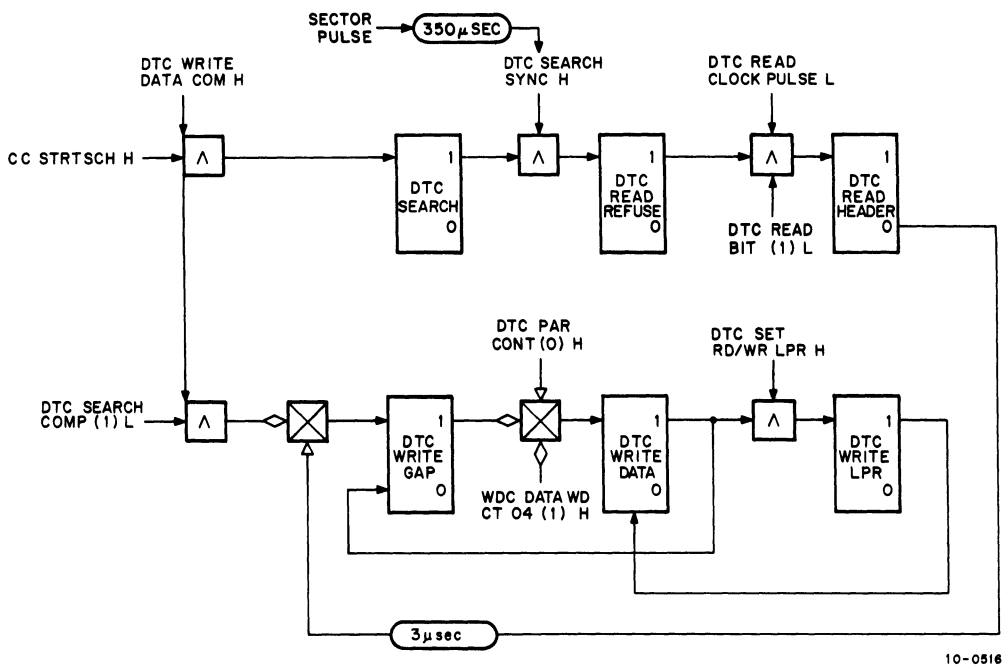 SECTOR
PULSE
350μSEC
DTC WRITE
DATA COM H
DTC SEARCH
SYNC H
DTC READ
CLOCK PULSE L
CC STRTSCH H
Λ
1
DTC
SEARCH
0
Λ
1
DTC
READ
REFUSE
0
Λ
DTC READ
BIT (1) L
1
DTC
READ
HEADER
0
DTC PAR
CONT (0) H
DTC SET
RD/WR LPR H
DTC SEARCH
COMP (1) L
Λ
1
DTC
WRITE
GAP
0
WDC DATA WD
CT 04 (1) H
1
DTC
WRITE
DATA
0
Λ
1
DTC
WRITE
LPR
0
3μsec
10-0516